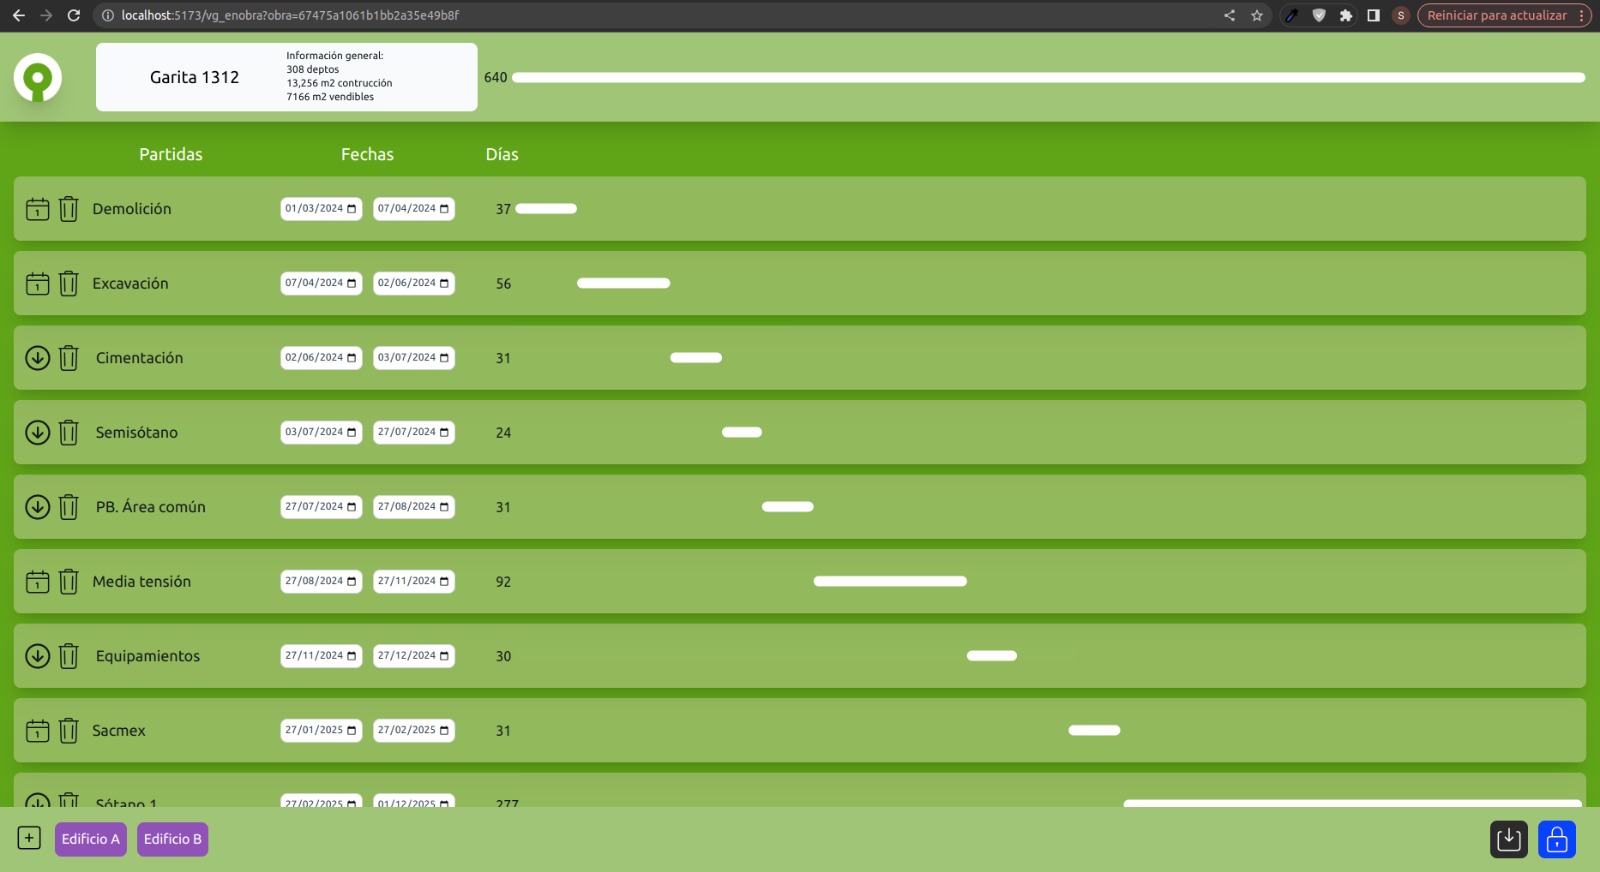 localhost:5173/vg_enobra?obra=67475a1061b1bb2a35e49b8f
S
Reiniciar para actualizar
Garita 1312
Información general:
308 deptos
13,256 m2 contrucción
7166 m2 vendibles
640
Partidas Fechas Días
1 Demolición 01/03/2024 07/04/2024 37
1 Excavación 07/04/2024 02/06/2024 56
Cimentación 02/06/2024 03/07/2024 31
Semisótano 03/07/2024 27/07/2024 24
PB. Área común 27/07/2024 27/08/2024 31
1 Media tensión 27/08/2024 27/11/2024 92
Equipamientos 27/11/2024 27/12/2024 30
1 Sacmex 27/01/2025 27/02/2025 31
Sótano 1 27/02/2025 01/12/2025 277
Edificio A Edificio B